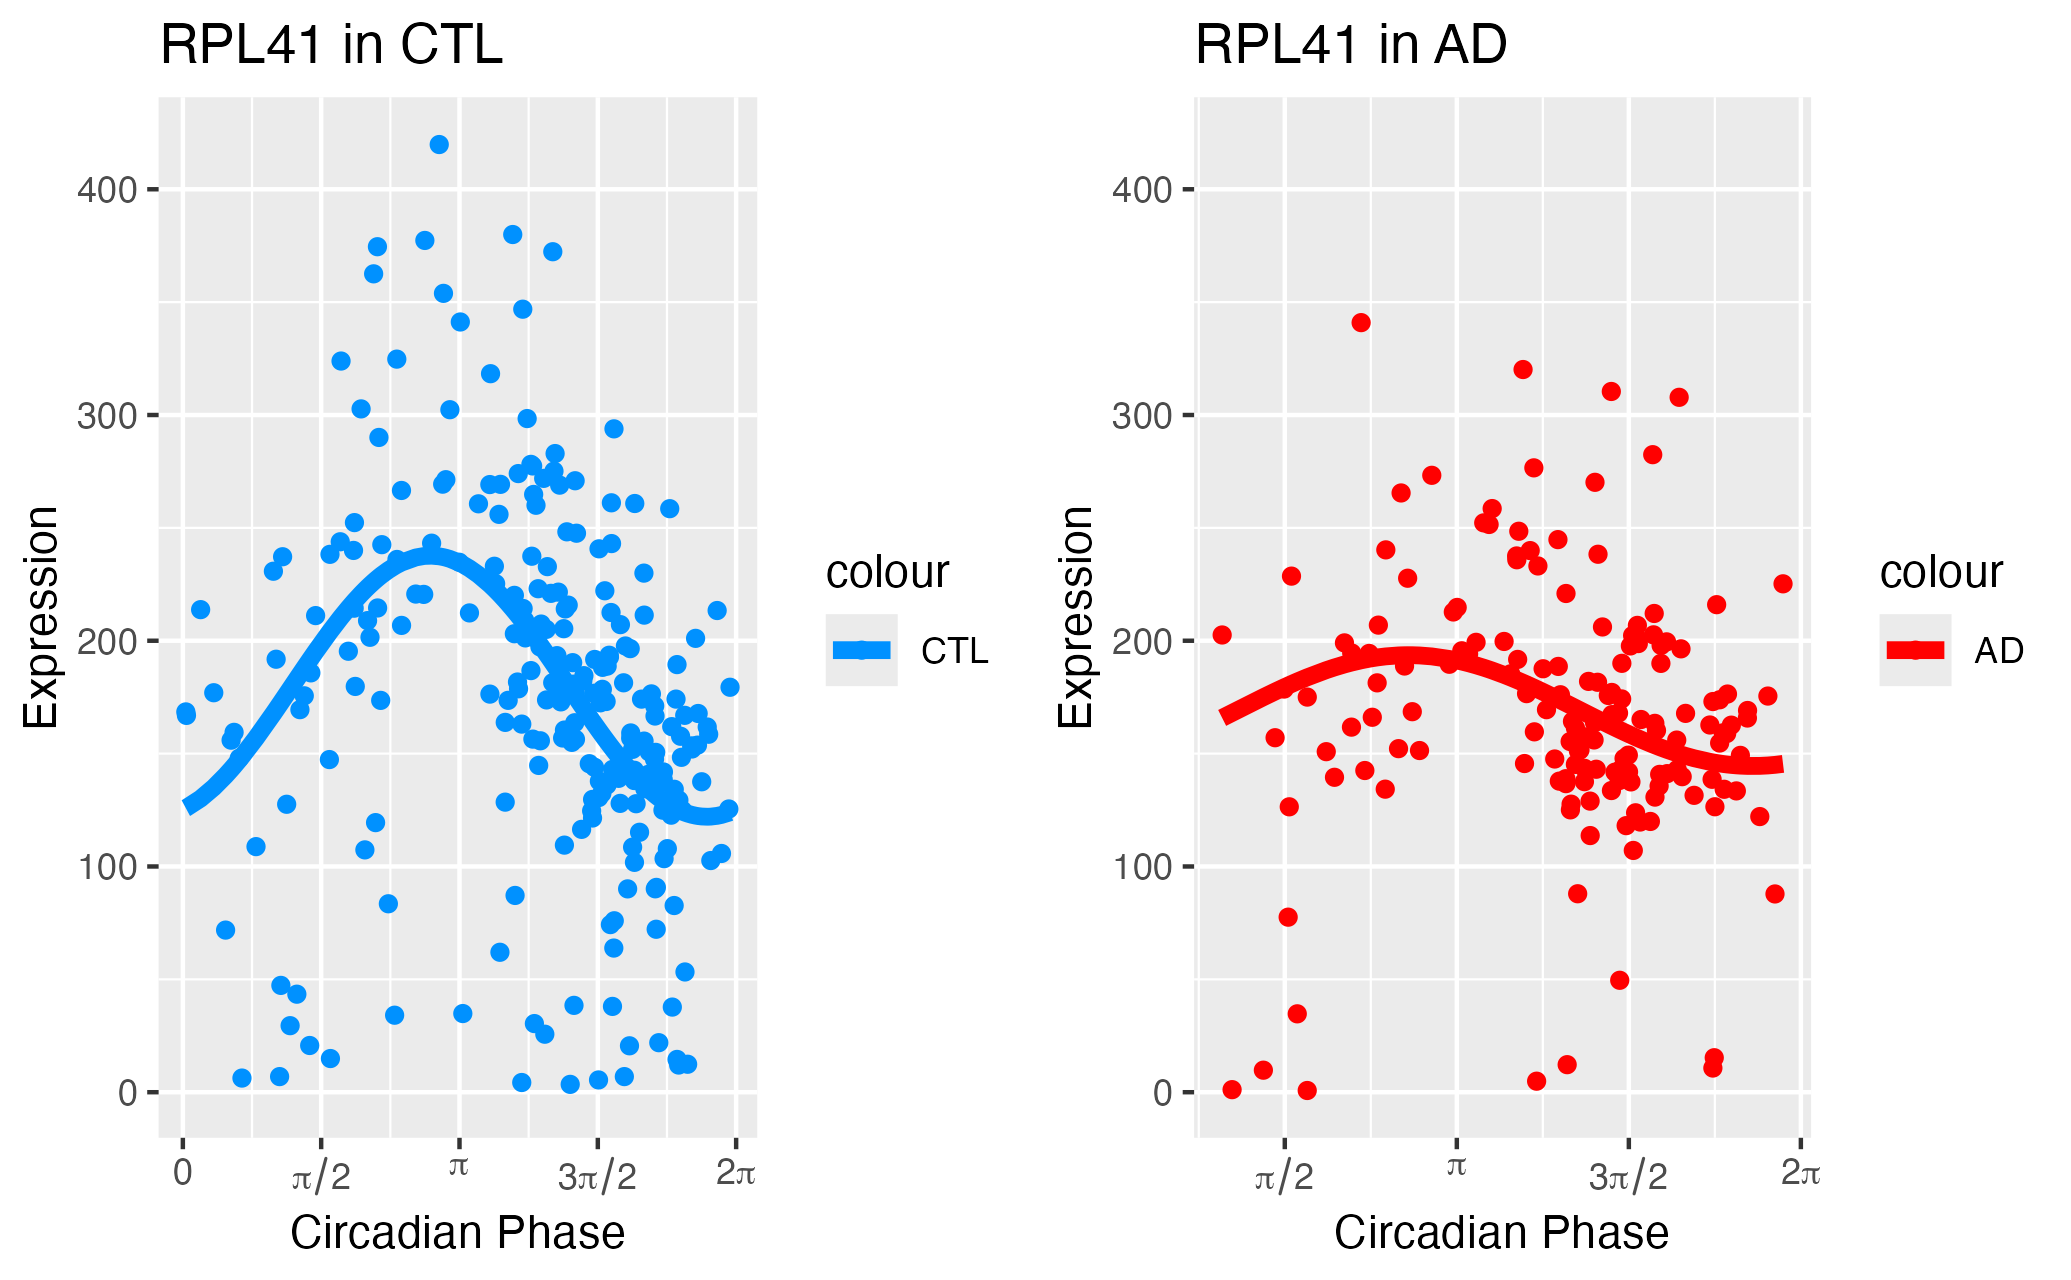 RPL41 in CTL
400
300
200
100
0
Expression
0 π/2 π 3π/2 2π
Circadian Phase
colour
CTL
RPL41 in AD
400
300
200
100
0
Expression
π/2 π 3π/2 2π
Circadian Phase
colour
AD